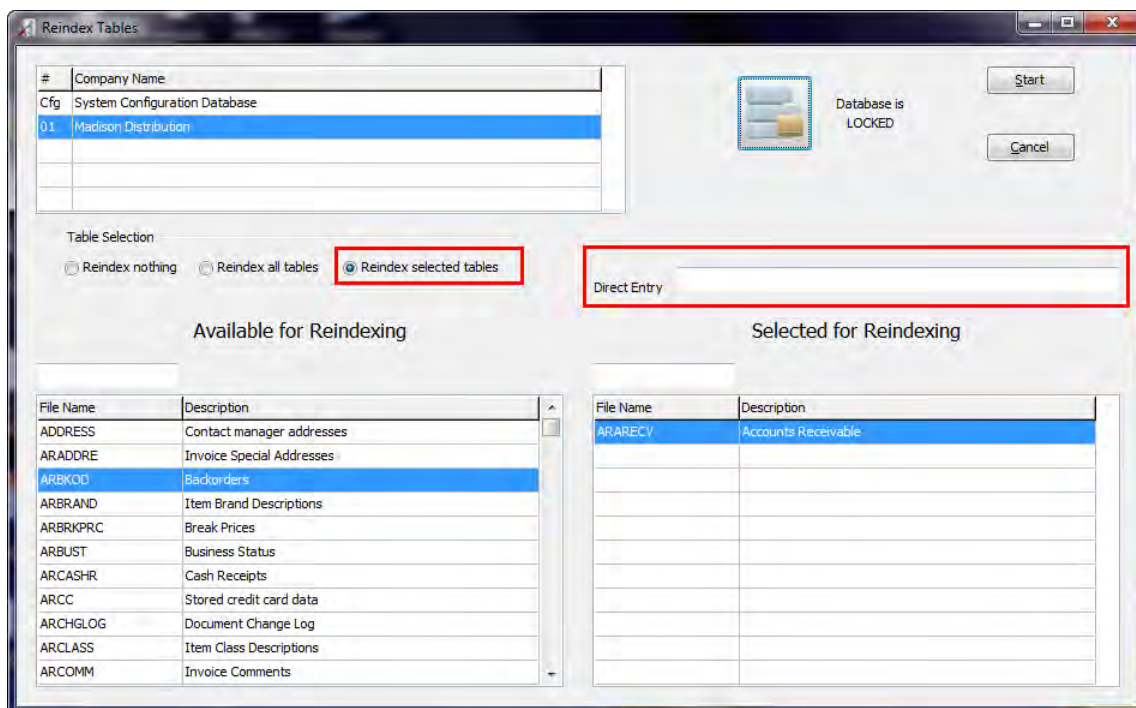 Reindex Tables
# Company Name
Cfg System Configuration Database
01 Madison Distribution
Database is
LOCKED
Start
Cancel
Table Selection
Reindex nothing Reindex all tables Reindex selected tables
Direct Entry
Available for Reindexing
File Name Description
ADDRESS Contact manager addresses
ARADDRE Invoice Special Addresses
ARBKOD Backorders
ARBRAND Item Brand Descriptions
ARBRKPRC Break Prices
ARBUST Business Status
ARCASHR Cash Receipts
ARCC Stored credit card data
ARCHGLOG Document Change Log
ARCLASS Item Class Descriptions
ARCOMM Invoice Comments
Selected for Reindexing
File Name Description
ARARECV Accounts Receivable